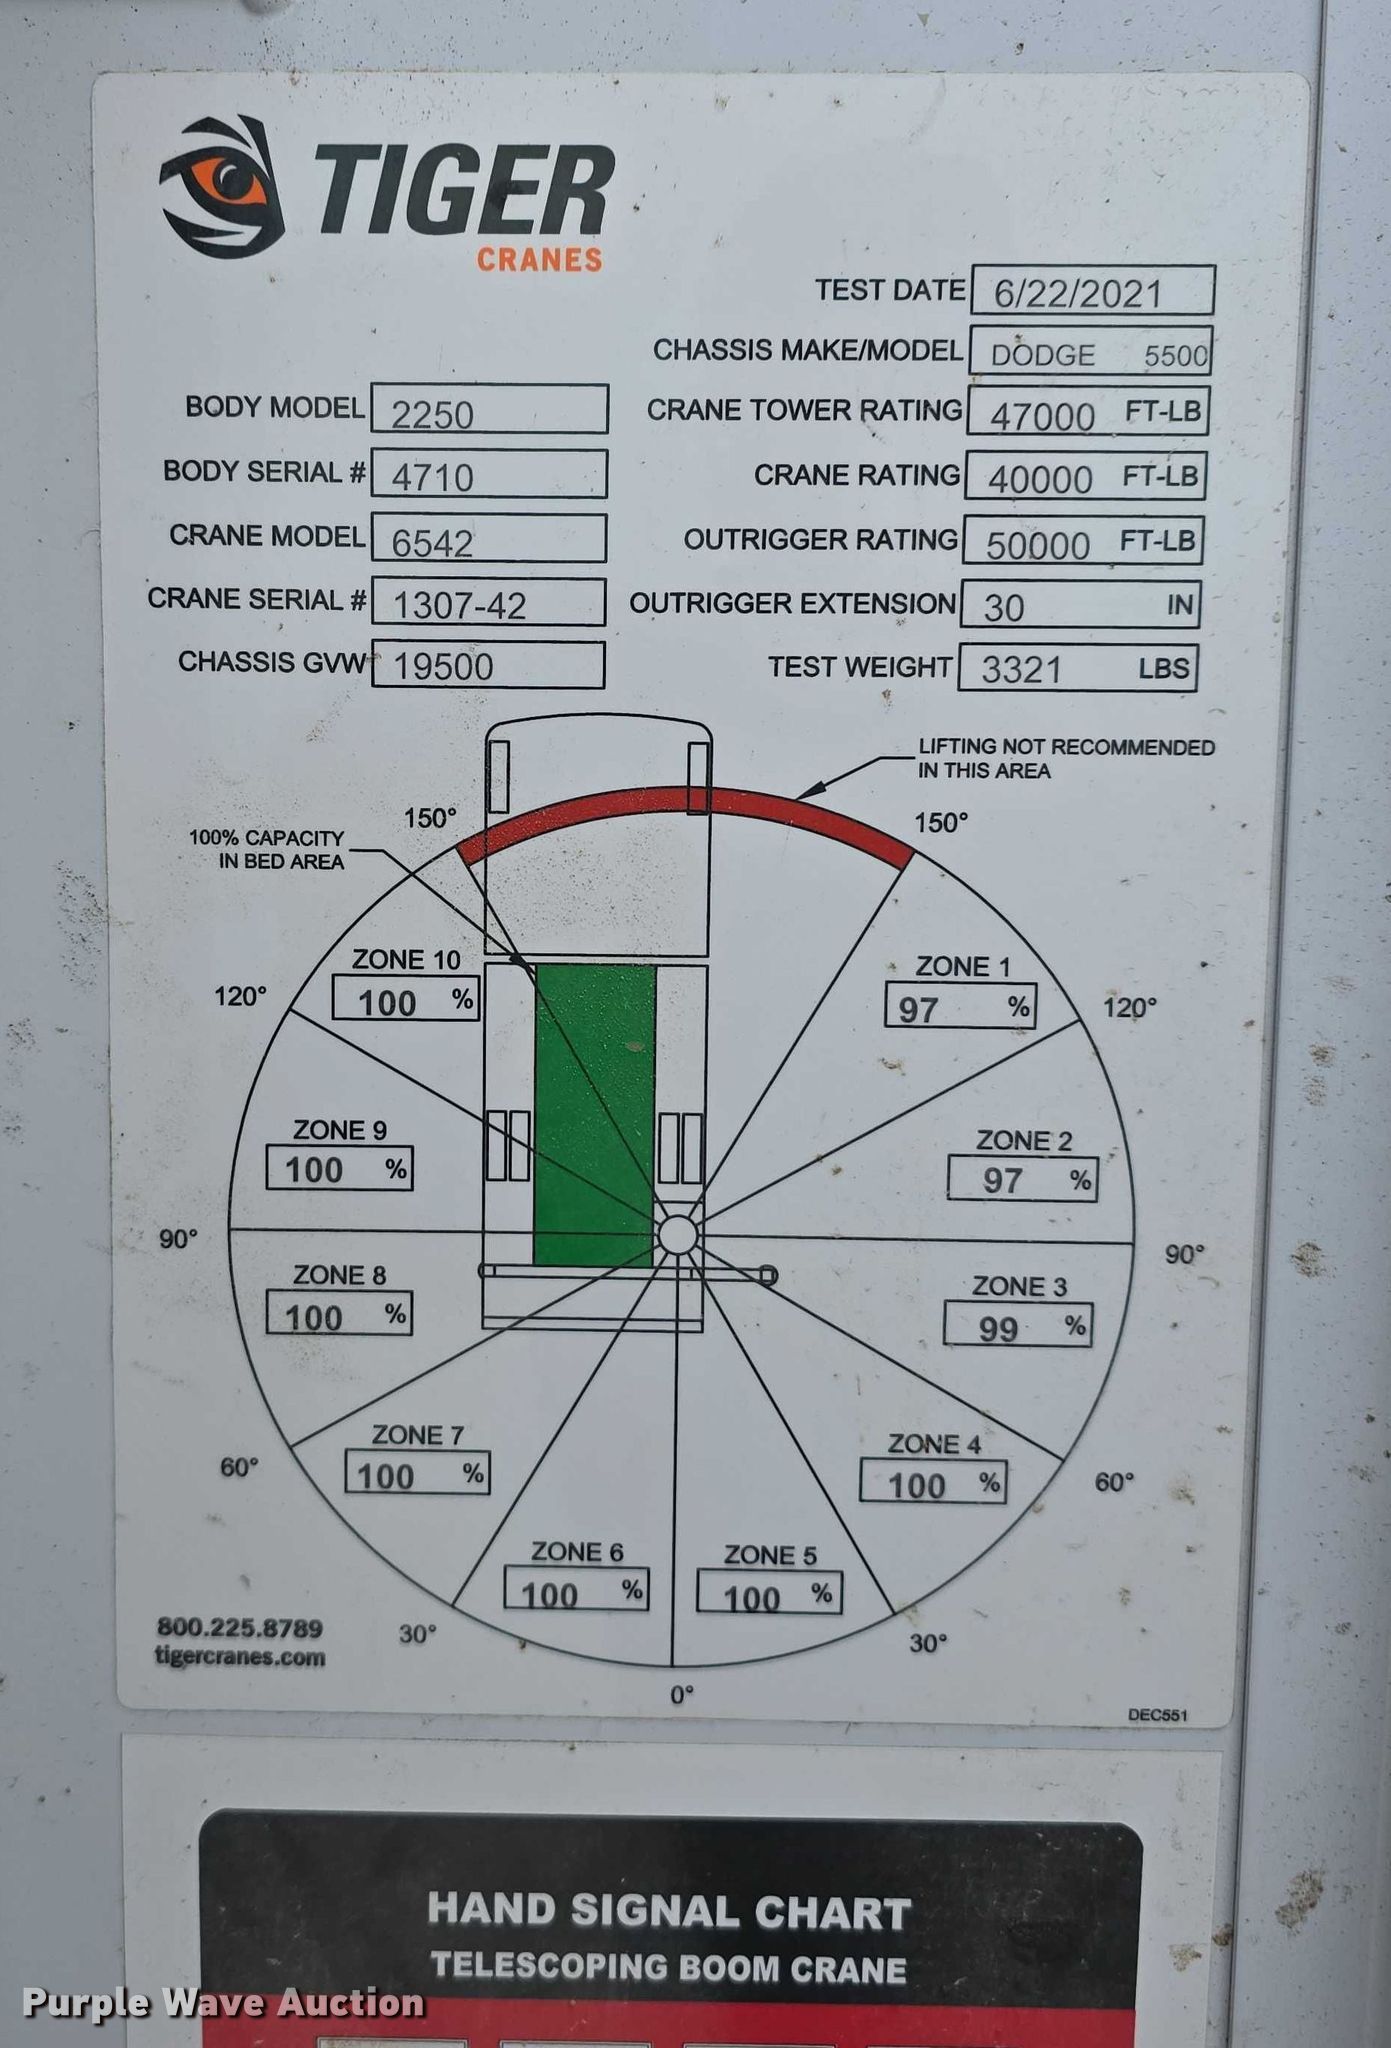 TIGER
CRANES
TEST DATE 6/22/2021
CHASSIS MAKE/MODEL DODGE 5500
BODY MODEL 2250
CRANE TOWER RATING 47000 FT-LB
BODY SERIAL # 4710
CRANE RATING 40000 FT-LB
CRANE MODEL 6542
OUTRIGGER RATING 50000 FT-LB
CRANE SERIAL # 1307-42
OUTRIGGER EXTENSION 30 IN
CHASSIS GVW 19500
TEST WEIGHT 3321 LBS
LIFTING NOT RECOMMENDED
IN THIS AREA
150°
150°
100% CAPACITY
IN BED AREA
ZONE 10
100 %
ZONE 1
97 %
120°
120°
ZONE 9
100 %
ZONE 2
97 %
90°
90°
ZONE 8
100 %
ZONE 3
99 %
ZONE 7
100 %
ZONE 4
100 %
60°
60°
ZONE 6
100 %
ZONE 5
100 %
30°
30°
800.225.8789
tigercranes.com
0°
DEC551
HAND SIGNAL CHART
TELESCOPING BOOM CRANE
Purple Wave Auction